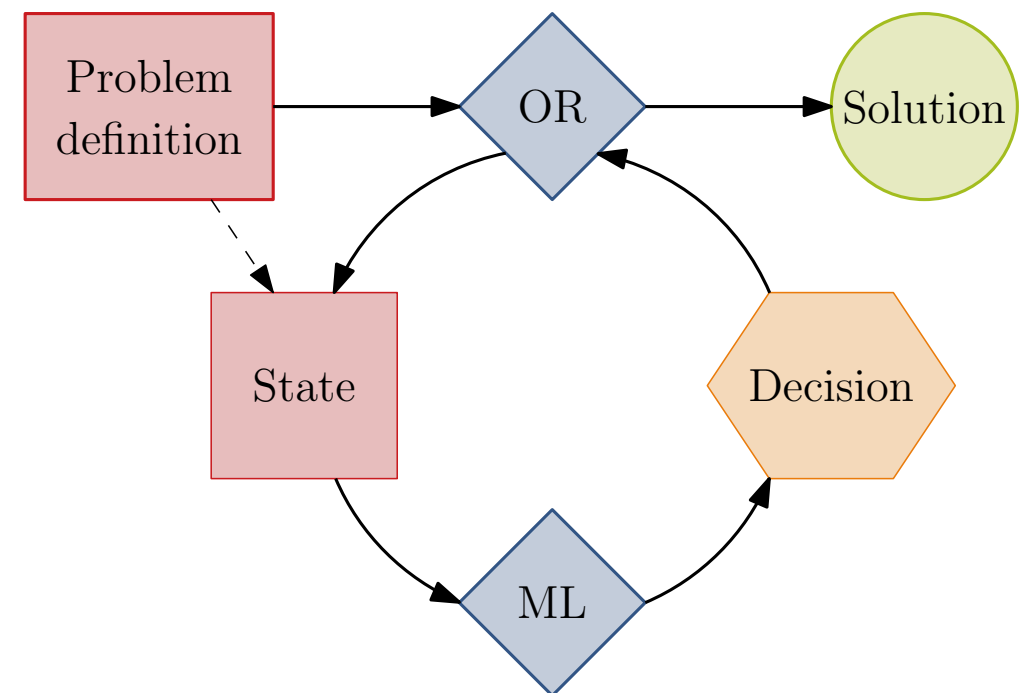 Problem
definition
OR
Solution
State
Decision
ML